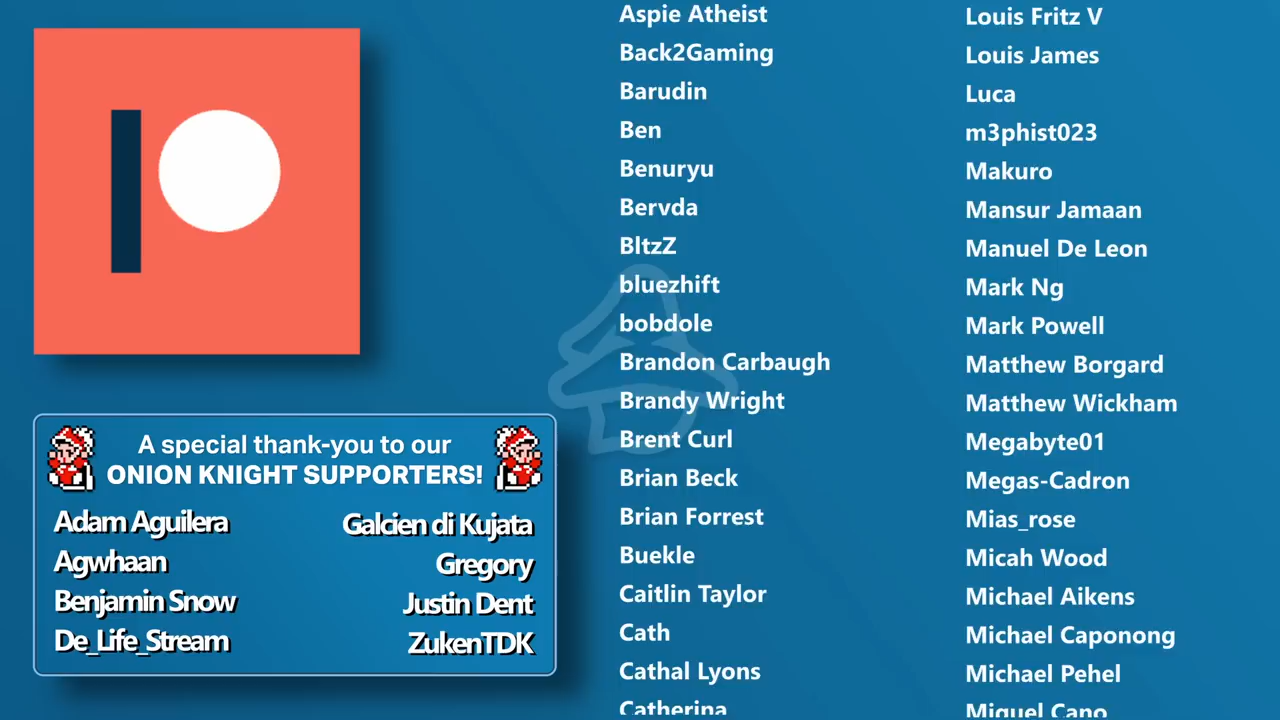 A special thank-you to our
ONION KNIGHT SUPPORTERS!
Adam Aguilera
Agwhaan
Benjamin Snow
De_Life_Stream
Galcien di Kujata
Gregory
Justin Dent
ZukenTDK
Aspie Atheist
Back2Gaming
Barudin
Ben
Benuryu
Bervda
BltzZ
bluezhift
bobdole
Brandon Carbaugh
Brandy Wright
Brent Curl
Brian Beck
Brian Forrest
Buekle
Caitlin Taylor
Cath
Cathal Lyons
Catherina
Louis Fritz V
Louis James
Luca
m3phist023
Makuro
Mansur Jamaan
Manuel De Leon
Mark Ng
Mark Powell
Matthew Borgard
Matthew Wickham
Megabyte01
Megas-Cadron
Mias_rose
Micah Wood
Michael Aikens
Michael Caponong
Michael Pehel
Miguel Cano